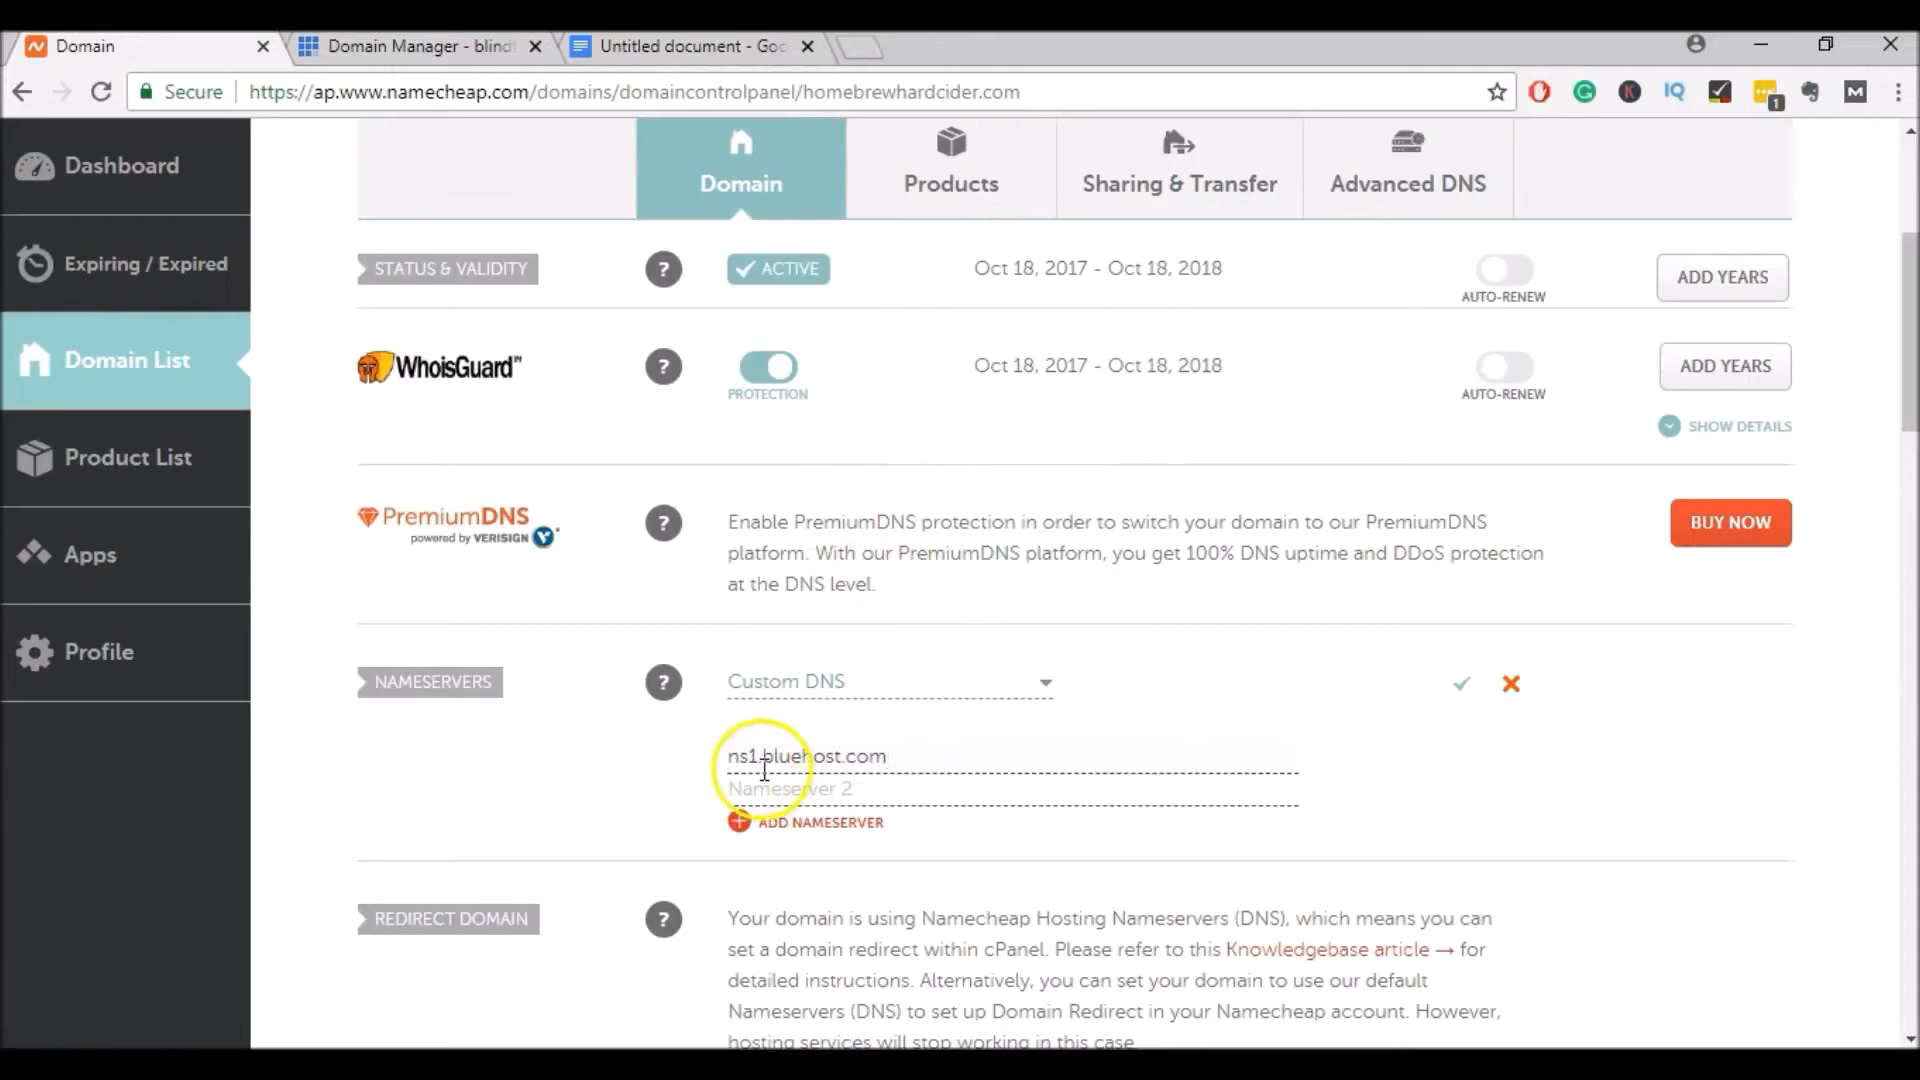 Domain
Domain Manager - blind
Untitled document - Goo
Secure
https://ap.www.namecheap.com/domains/domaincontrolpanel/homebrewhardcider.com
IQ
1
M
Dashboard
Expiring / Expired
Domain List
Product List
Apps
Profile
Domain
Products
Sharing & Transfer
Advanced DNS
STATUS & VALIDITY
?
ACTIVE
Oct 18, 2017 - Oct 18, 2018
AUTO-RENEW
ADD YEARS
WhoisGuard™
?
PROTECTION
Oct 18, 2017 - Oct 18, 2018
AUTO-RENEW
ADD YEARS
SHOW DETAILS
PremiumDNS
powered by VERISIGN
?
Enable PremiumDNS protection in order to switch your domain to our PremiumDNS
platform. With our PremiumDNS platform, you get 100% DNS uptime and DDoS protection
at the DNS level.
BUY NOW
NAMESERVERS
?
Custom DNS
ns1.bluehost.com
Nameserver 2
ADD NAMESERVER
REDIRECT DOMAIN
?
Your domain is using Namecheap Hosting Nameservers (DNS), which means you can
set a domain redirect within cPanel. Please refer to this Knowledgebase article → for
detailed instructions. Alternatively, you can set your domain to use our default
Nameservers (DNS) to set up Domain Redirect in your Namecheap account. However,
hosting services will stop working in this case